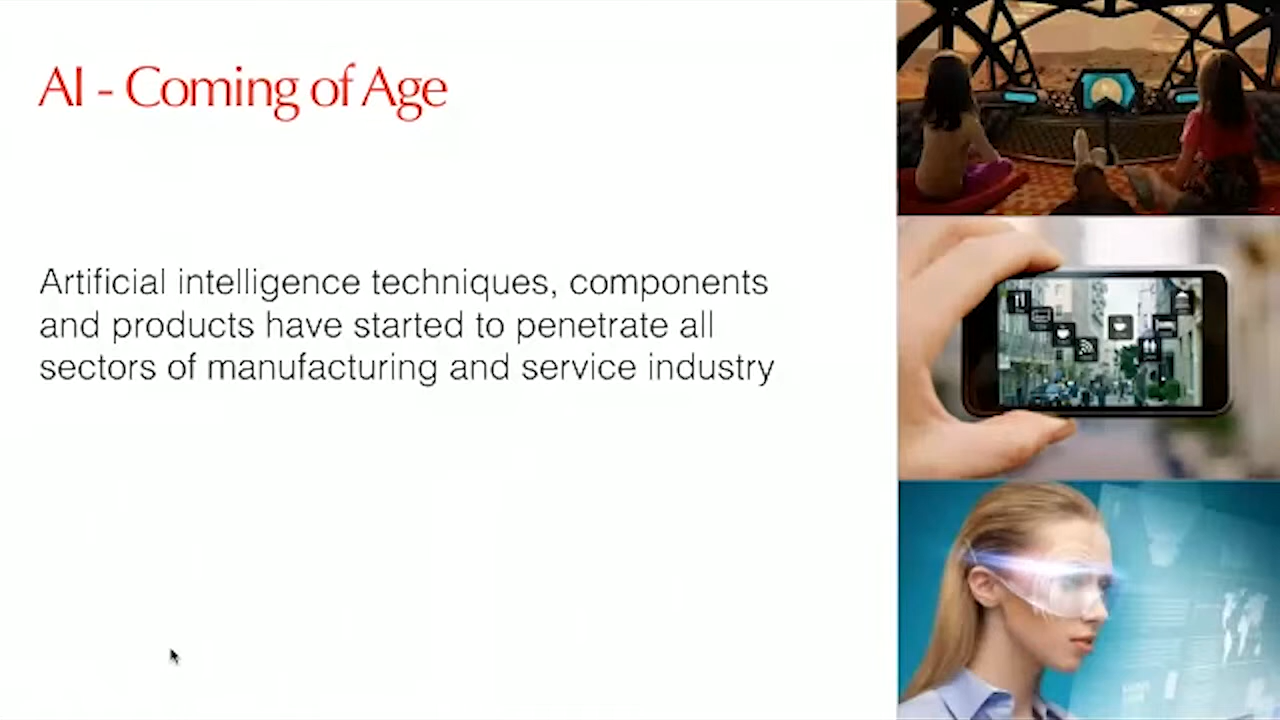 AI - Coming of Age
Artificial intelligence techniques, components
and products have started to penetrate all
sectors of manufacturing and service industry